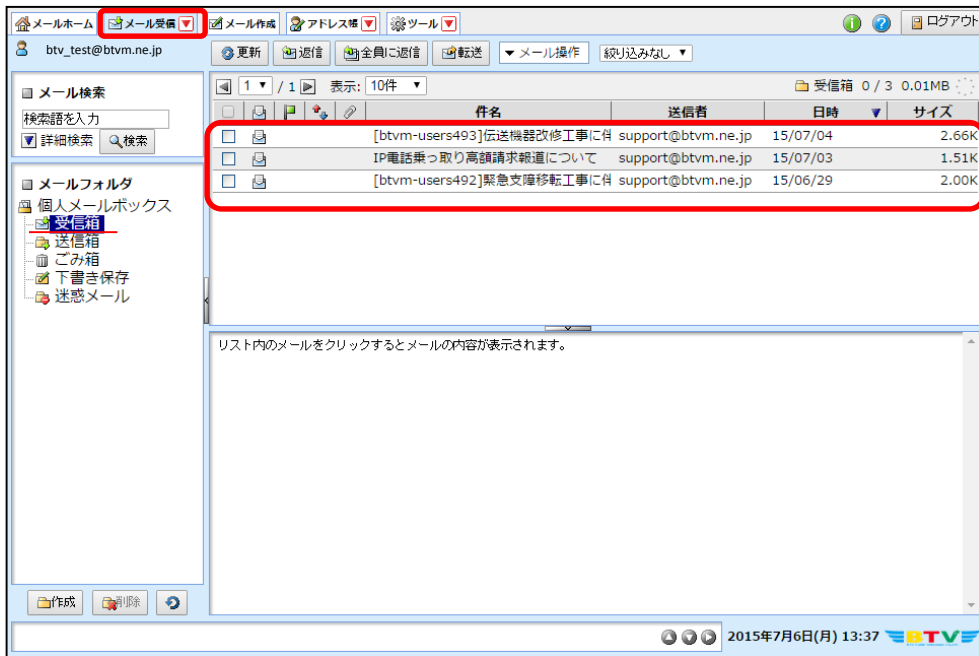 メールホーム メール受信 メール作成 アドレス帳 ツール ログアウト
btv_test@btvm.ne.jp 更新 返信 全員に返信 転送 ▼メール操作 絞り込みなし ▼
メール検索
検索語を入力
詳細検索 検索
メールフォルダ
個人メールボックス
受信箱
送信箱
ごみ箱
下書き保存
迷惑メール
作成 削除
1 ▼ / 1 表示: 10件 ▼ 受信箱 0 / 3 0.01MB
件名 送信者 日時 ▼ サイズ
[btvm-users493]伝送機器改修工事に伴 support@btvm.ne.jp 15/07/04 2.66K
IP電話乗っ取り高額請求報道について support@btvm.ne.jp 15/07/03 1.51K
[btvm-users492]緊急支障移転工事に伴 support@btvm.ne.jp 15/06/29 2.00K
リスト内のメールをクリックするとメールの内容が表示されます。
2015年7月6日(月) 13:37 BTV